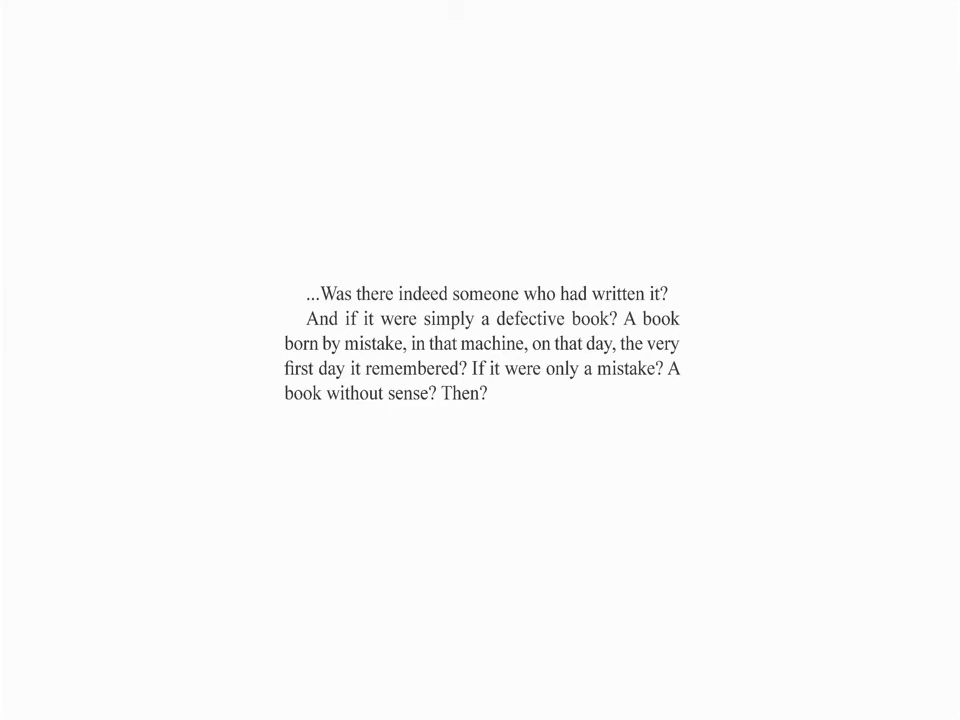 ...Was there indeed someone who had written it?
And if it were simply a defective book? A book
born by mistake, in that machine, on that day, the very
first day it remembered? If it were only a mistake? A
book without sense? Then?